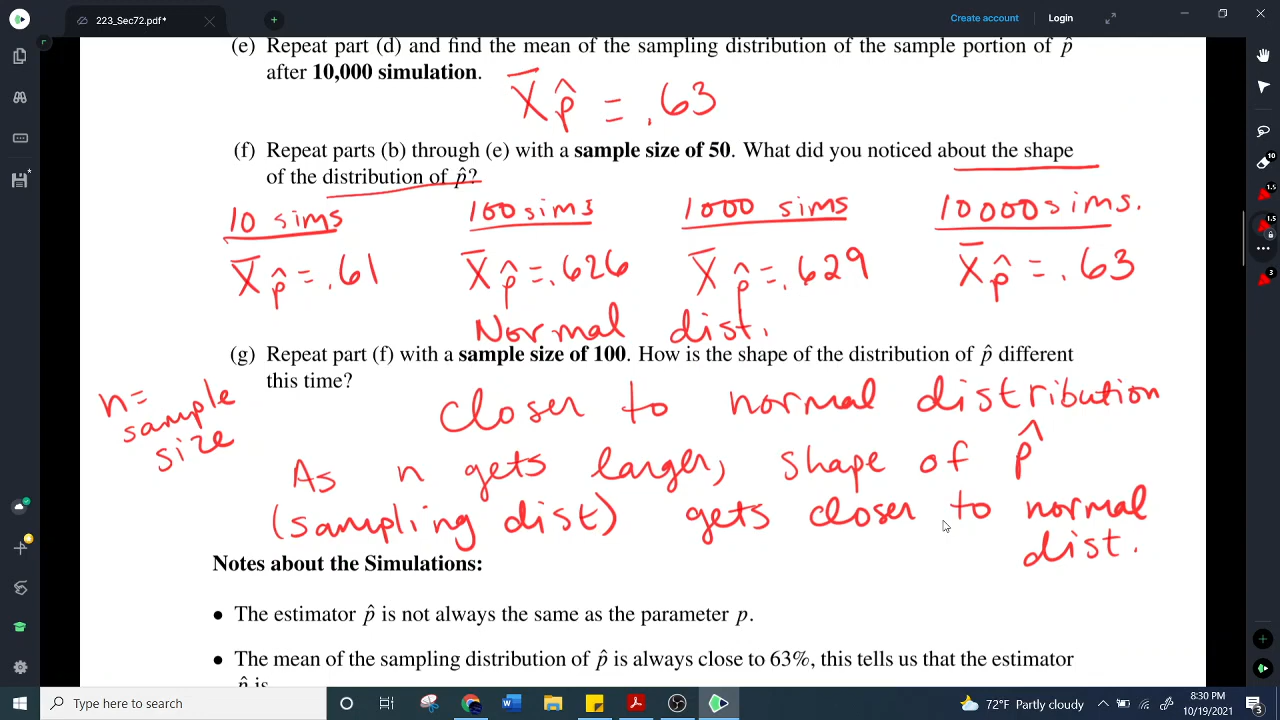 223_Sec72.pdf*
Create account
Login
(e) Repeat part (d) and find the mean of the sampling distribution of the sample portion of p̂
after 10,000 simulation.
X̄ p̂ = .63
(f) Repeat parts (b) through (e) with a sample size of 50. What did you noticed about the shape
of the distribution of p̂?
10 sims 100 sims 1000 sims 10000 sims.
X̄ p̂ = .61 X̄ p̂ = .626 X̄ p̂ = .629 X̄ p̂ = .63
Normal dist.
(g) Repeat part (f) with a sample size of 100. How is the shape of the distribution of p̂ different
this time?
n=
sample
size
closer to normal distribution
As n gets larger, shape of p̂
(sampling dist) gets closer to normal
dist.
Notes about the Simulations:
• The estimator p̂ is not always the same as the parameter p.
• The mean of the sampling distribution of p̂ is always close to 63%, this tells us that the estimator
p̂ is
1.5
1.5
3
Type here to search
72°F Partly cloudy
8:30 PM
10/19/2021
3